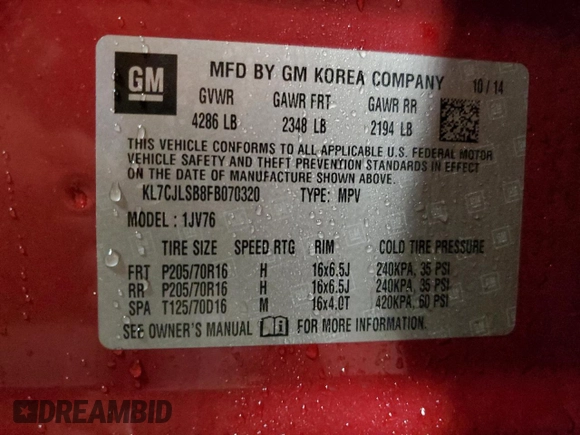 GM
MFD BY GM KOREA COMPANY
10/14
GVWR GAWR FRT GAWR RR
4286 LB 2348 LB 2194 LB
THIS VEHICLE CONFORMS TO ALL APPLICABLE U.S. FEDERAL MOTOR
VEHICLE SAFETY AND THEFT PREVENTION STANDARDS IN EFFECT
ON THE DATE OF MANUFACTURE SHOWN ABOVE.
KL7CJLSB8FB070320 TYPE: MPV
MODEL: 1JV76
TIRE SIZE SPEED RTG RIM COLD TIRE PRESSURE
FRT P205/70R16 H 16x6.5J 240KPA, 35 PSI
RR P205/70R16 H 16x6.5J 240KPA, 35 PSI
SPA T125/70D16 M 16x4.0T 420KPA, 60 PSI
SEE OWNER'S MANUAL FOR MORE INFORMATION.
DREAMBID